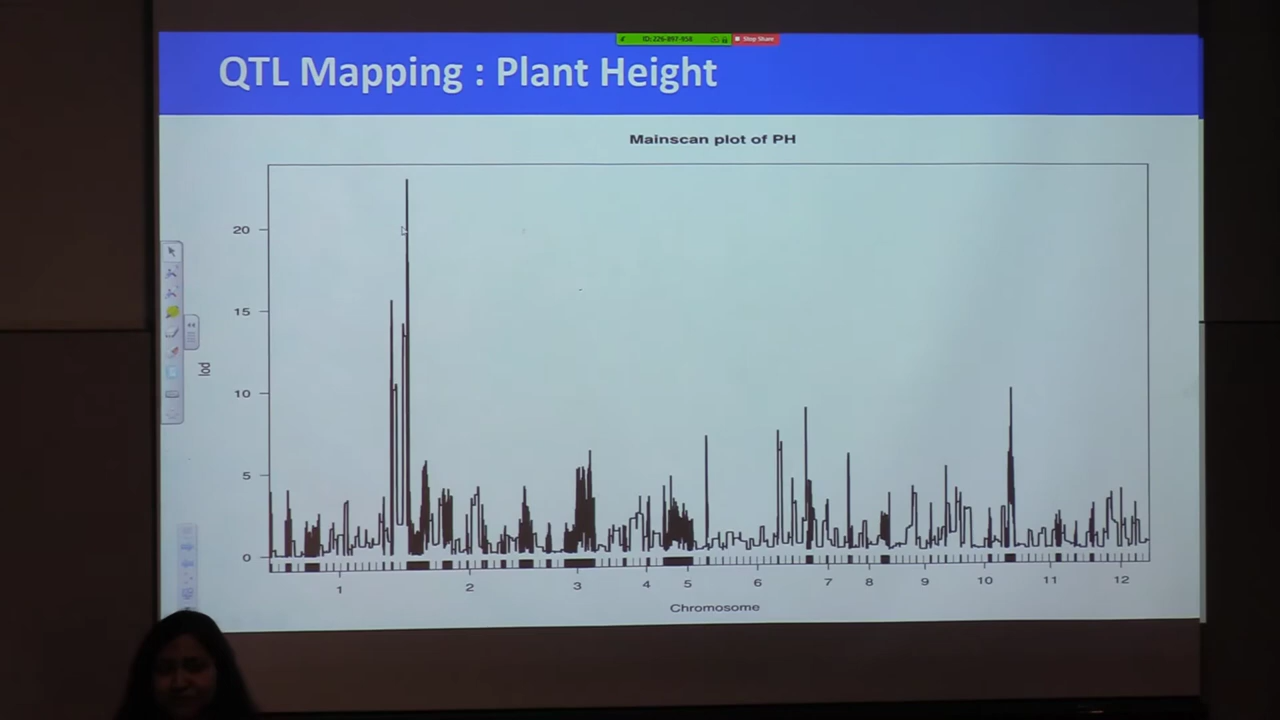 ID: 226-897-958
Stop Share
QTL Mapping : Plant Height
Mainscan plot of PH
20
15
10
5
0
lod
1 2 3 4 5 6 7 8 9 10 11 12
Chromosome